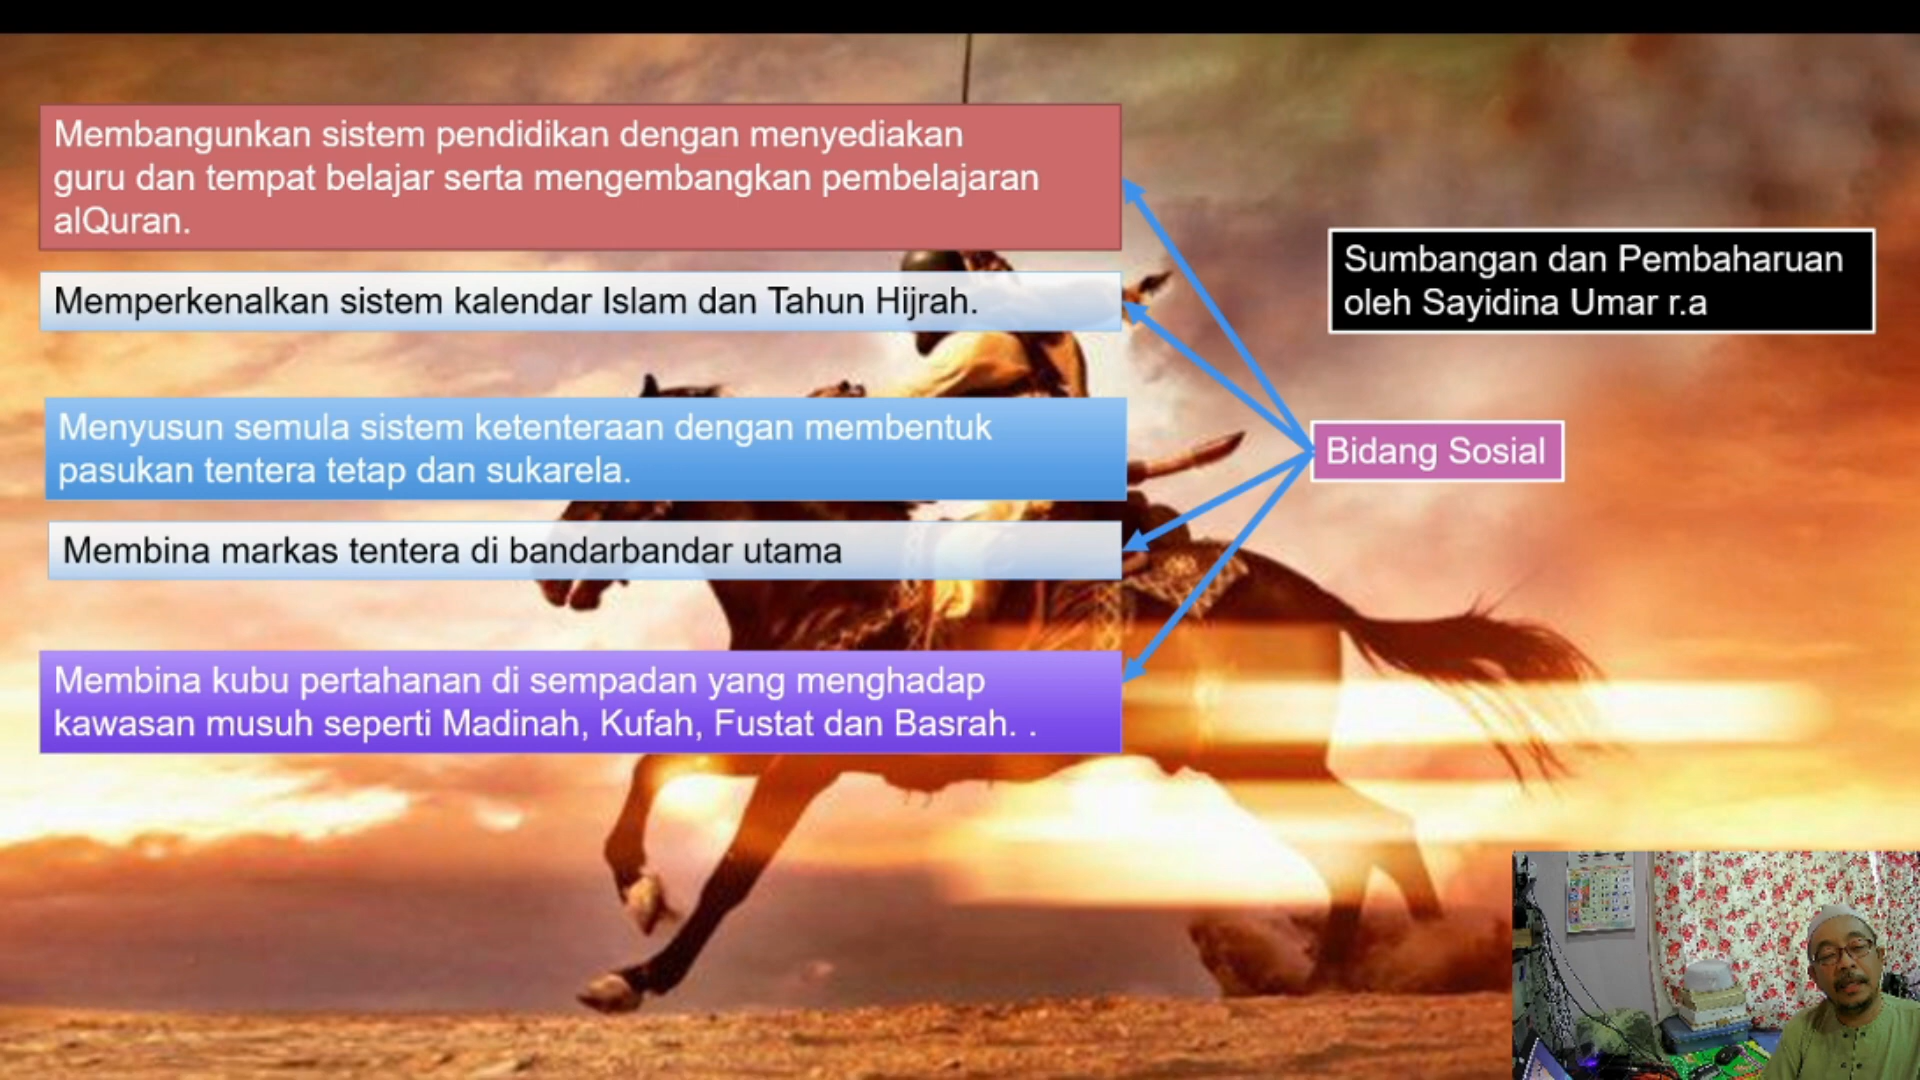 Membangunkan sistem pendidikan dengan menyediakan
guru dan tempat belajar serta mengembangkan pembelajaran
alQuran.
Memperkenalkan sistem kalendar Islam dan Tahun Hijrah.
Menyusun semula sistem ketenteraan dengan membentuk
pasukan tentera tetap dan sukarela.
Membina markas tentera di bandarbandar utama
Membina kubu pertahanan di sempadan yang menghadap
kawasan musuh seperti Madinah, Kufah, Fustat dan Basrah. .
Sumbangan dan Pembaharuan
oleh Sayidina Umar r.a
Bidang Sosial